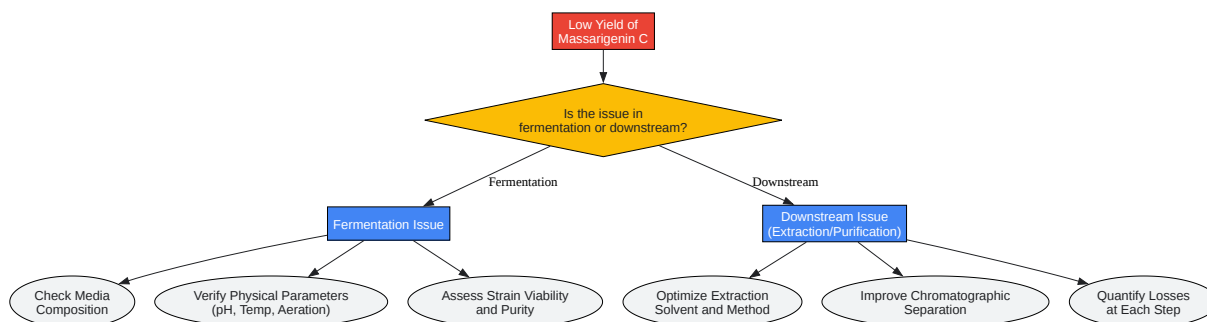 Low Yield of
Massarigenin C
Is the issue in
fermentation or downstream?
Fermentation
Downstream
Fermentation Issue
Downstream Issue
(Extraction/Purification)
Check Media
Composition
Verify Physical Parameters
(pH, Temp, Aeration)
Assess Strain Viability
and Purity
Optimize Extraction
Solvent and Method
Improve Chromatographic
Separation
Quantify Losses
at Each Step